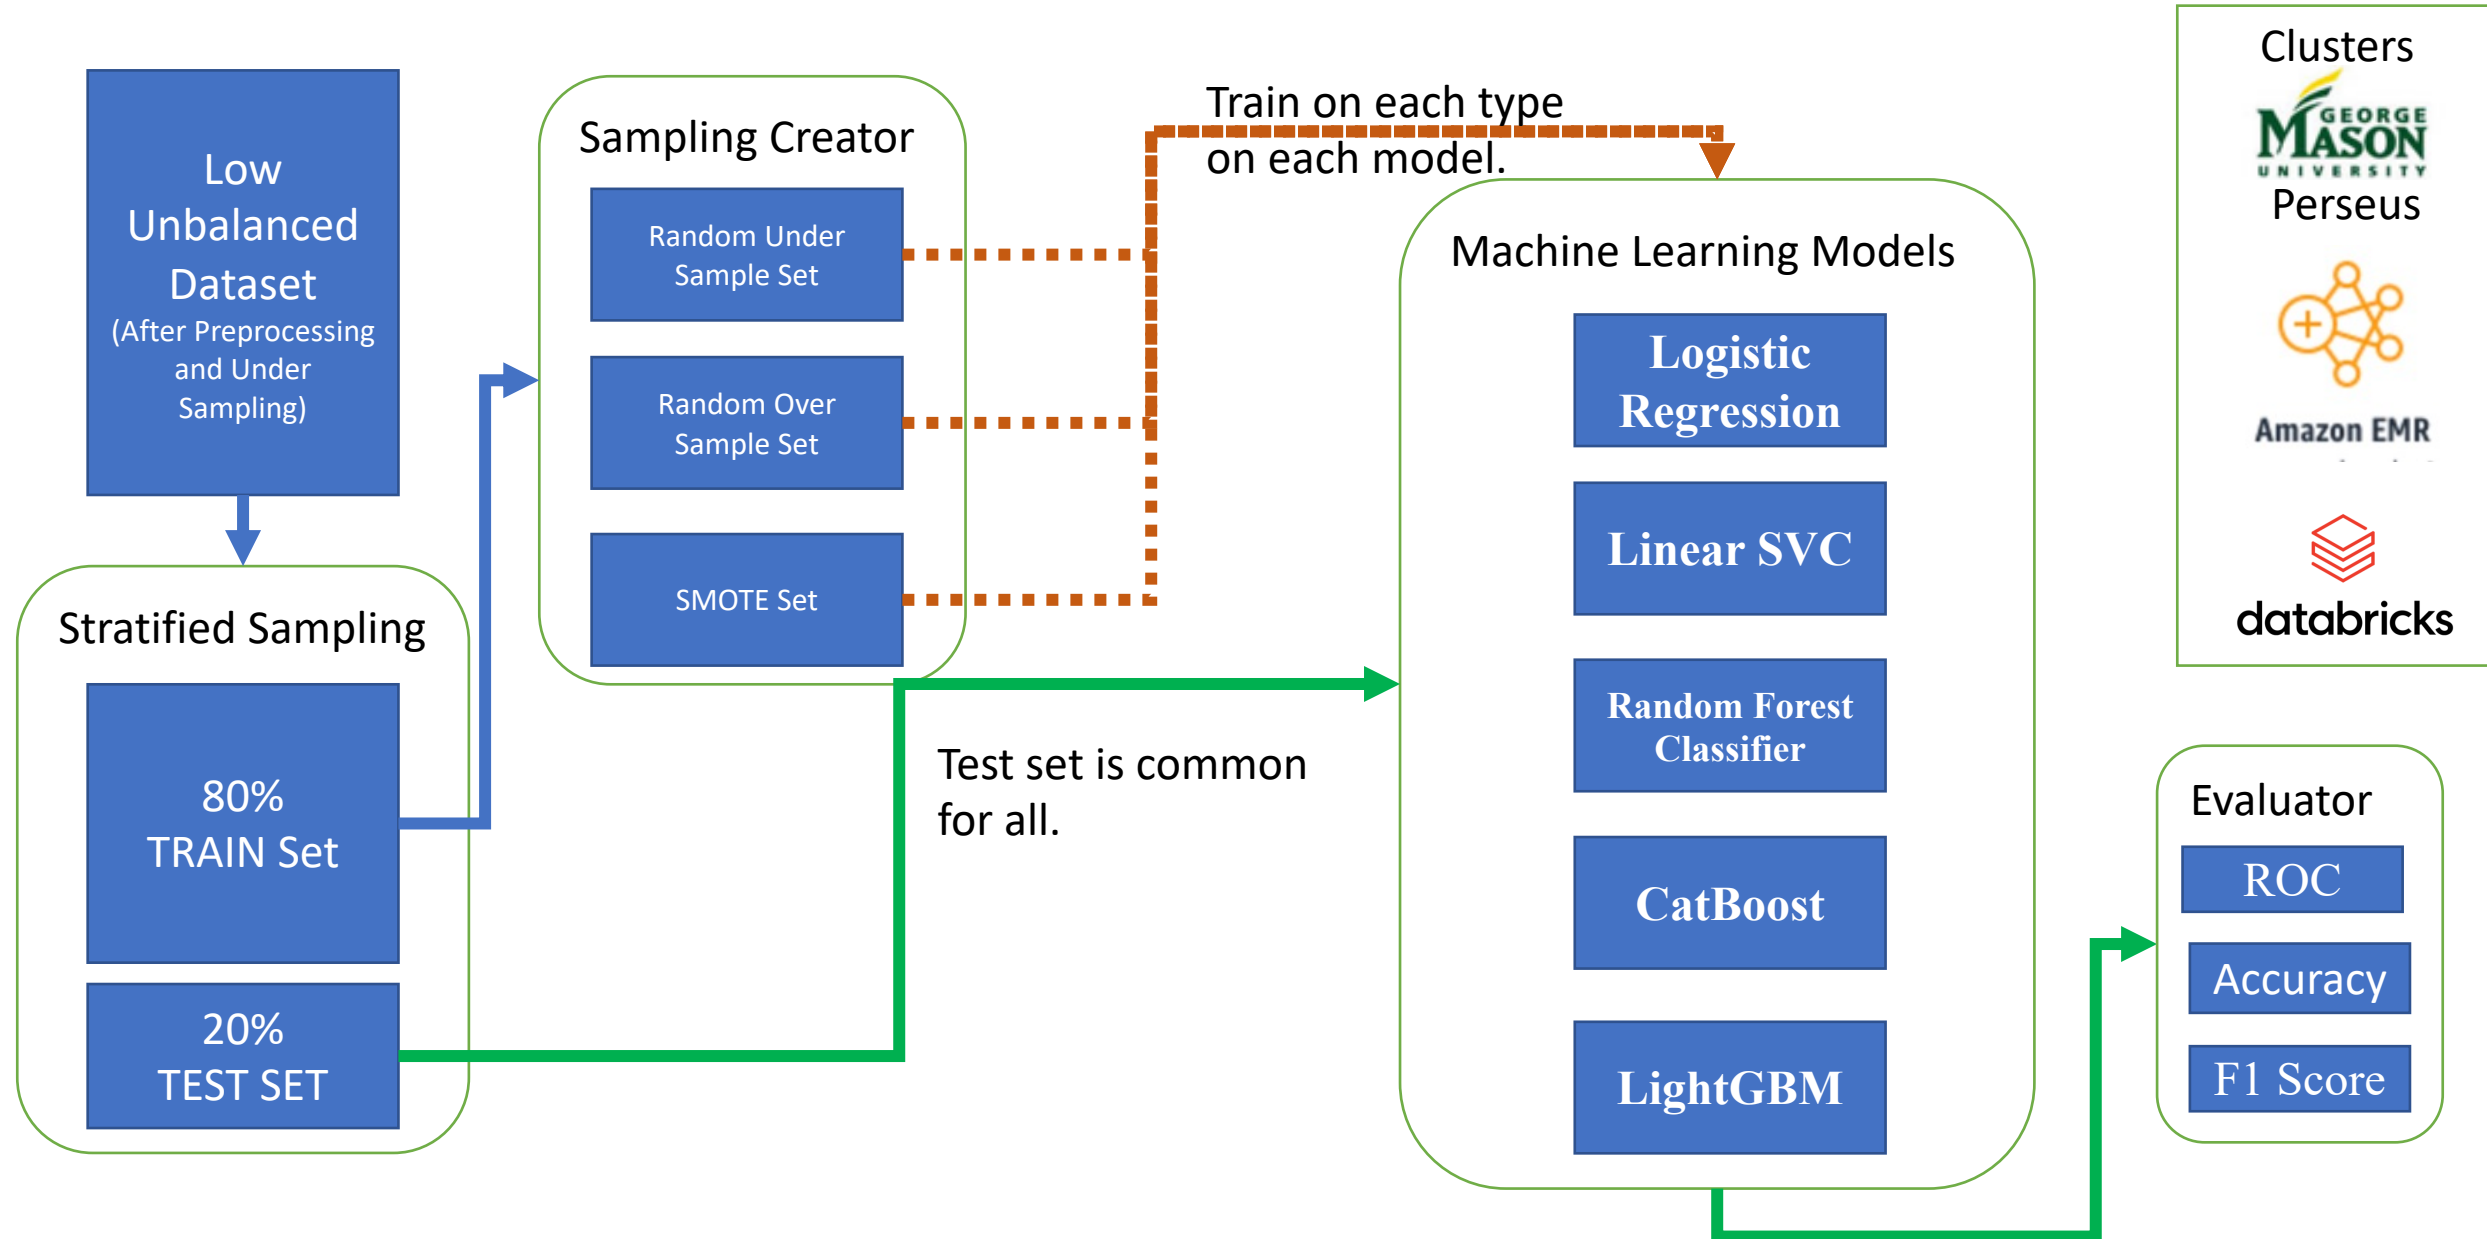 Low
Unbalanced
Dataset
(After Preprocessing
and Under
Sampling)
Stratified Sampling
80%
TRAIN Set
20%
TEST SET
Sampling Creator
Random Under
Sample Set
Random Over
Sample Set
SMOTE Set
Train on each type
on each model.
Test set is common
for all.
Machine Learning Models
Logistic
Regression
Linear SVC
Random Forest
Classifier
CatBoost
LightGBM
Clusters
GEORGE
MASON
UNIVERSITY
Perseus
Amazon EMR
databricks
Evaluator
ROC
Accuracy
F1 Score